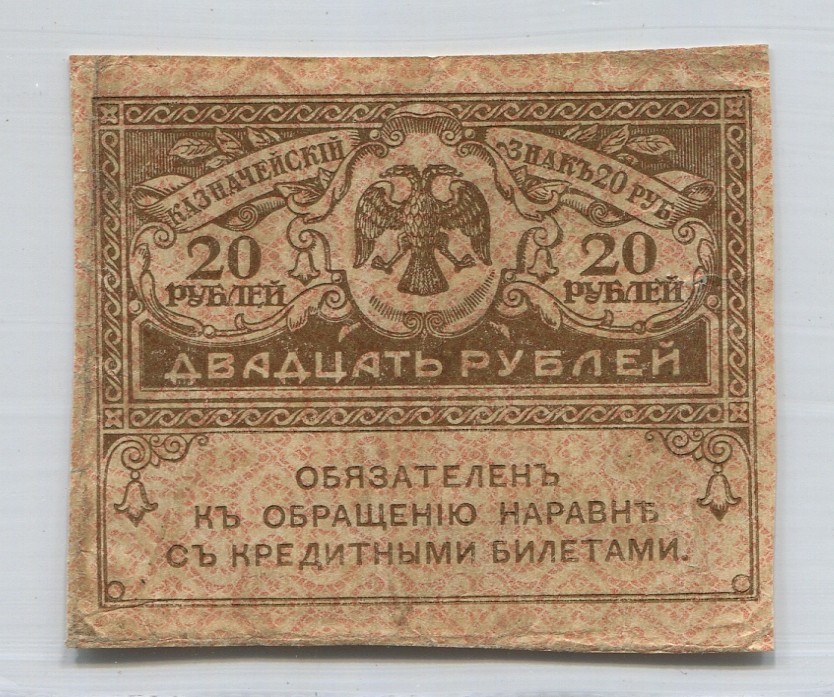 КАЗНАЧЕЙСКІЙ ЗНАКЪ 20 РУБ
20 РУБЛЕЙ
20 РУБЛЕЙ
ДВАДЦАТЬ РУБЛЕЙ
ОБЯЗАТЕЛЕНЪ
КЪ ОБРАЩЕНІЮ НАРАВНѢ
СЪ КРЕДИТНЫМИ БИЛЕТАМИ.